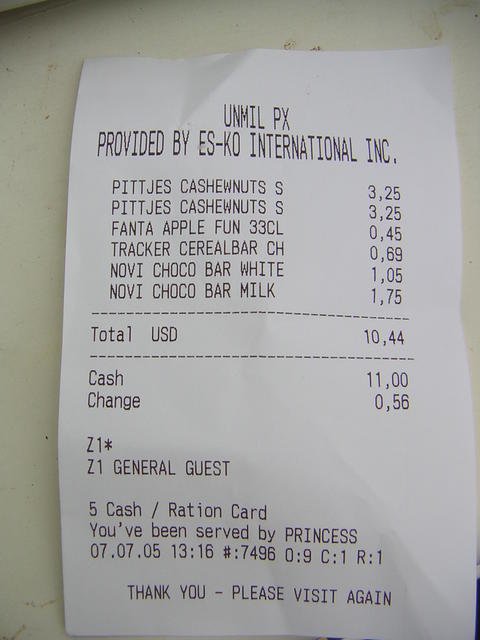 UNMIL PX
PROVIDED BY ES-KO INTERNATIONAL INC.
PITTJES CASHEWNUTS S 3,25
PITTJES CASHEWNUTS S 3,25
FANTA APPLE FUN 33CL 0,45
TRACKER CEREALBAR CH 0,69
NOVI CHOCO BAR WHITE 1,05
NOVI CHOCO BAR MILK 1,75
Total USD 10,44
Cash 11,00
Change 0,56
Z1*
Z1 GENERAL GUEST
5 Cash / Ration Card
You've been served by PRINCESS
07.07.05 13:16 #:7496 O:9 C:1 R:1
THANK YOU - PLEASE VISIT AGAIN